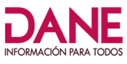 DANE
INFORMACIÓN PARA TODOS